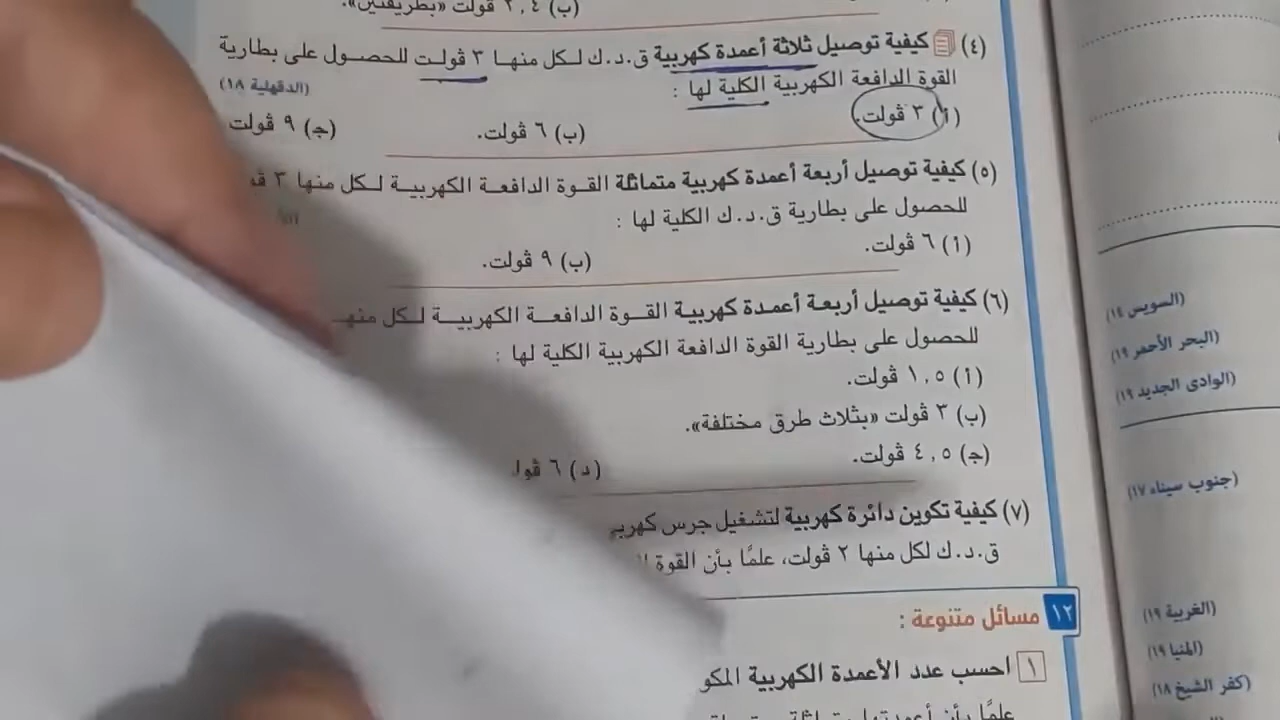 (ب) ٢,٤ ڤولت «بطريقتين».
(٤) كيفية توصيل ثلاثة أعمدة كهربية ق.د.ك لكل منها ٣ ڤولت للحصول على بطارية
القوة الدافعة الكهربية الكلية لها :
(الدقهلية ١٨)
(أ) ٣ ڤولت.
(ب) ٦ ڤولت.
(ج) ٩ ڤولت
(٥) كيفية توصيل أربعة أعمدة كهربية متماثلة القوة الدافعة الكهربية لكل منها ٣
للحصول على بطارية ق.د.ك الكلية لها :
(أ) ٦ ڤولت.
(ب) ٩ ڤولت.
(٦) كيفية توصيل أربعة أعمدة كهربية القوة الدافعة الكهربية لكل
للحصول على بطارية القوة الدافعة الكهربية الكلية لها :
(أ) ١,٥ ڤولت.
(ب) ٣ ڤولت «بثلاث طرق مختلفة».
(ج) ٤,٥ ڤولت.
(د) ٦
(٧) كيفية تكوين دائرة كهربية لتشغيل جرس
ق.د.ك لكل منها ٢ ڤولت، علمًا بأن القوة
١٢ مسائل متنوعة :
١ احسب عدد الأعمدة الكهربية
علمًا بأن أعمدتها
(السويس ١٤)
(البحر الأحمر ١٩)
(الوادى الجديد ١٩)
(جنوب سيناء ١٧)
(الغربية ١٩)
(المنيا ١٩)
(كفر الشيخ ١٨)